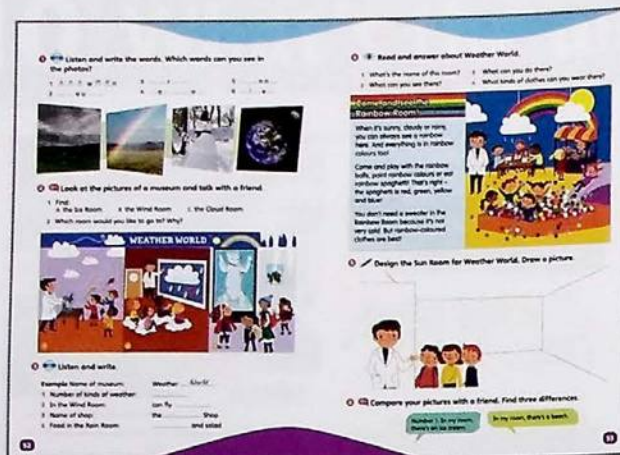 Listen and write the words. Which words can you see in
the photos?
Look at the pictures of a museum and talk with a friend.
1 Find:
a. the Ice Room b. the Wind Room c. the Cloud Room
2 Which room would you like to go to? Why?
WEATHER WORLD
Listen and write.
Example Name of museum: Weather World
1 Number of kinds of weather:
2 In the Wind Room: can fly
3 Name of shop: the Shop
4 Food in the Rain Room: and salad
52
Read and answer about Weather World.
1 What's the name of this room? 3 What can you do there?
2 What can you see there? 4 What kinds of clothes can you wear there?
Come and see the
Rainbow Room!
When it's sunny, cloudy or rainy,
you can always see a rainbow
here. And everything is in rainbow
colours too!
Come and play with the rainbow
balls, paint rainbow colours or eat
rainbow spaghetti! That's right –
the spaghetti is red, green, yellow
and blue!
You don't need a sweater in the
Rainbow Room because it's not
very cold. But rainbow-coloured
clothes are best!
Design the Sun Room for Weather World. Draw a picture.
Compare your pictures with a friend. Find three differences.
Number 1. In my room,
there's an ice cream.
In my room, there's a beach.
53